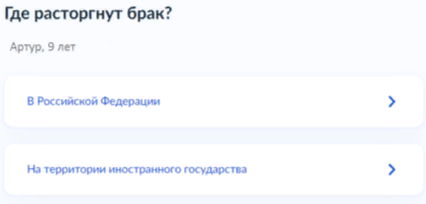 Где расторгнут брак?
Артур, 9 лет
В Российской Федерации
На территории иностранного государства